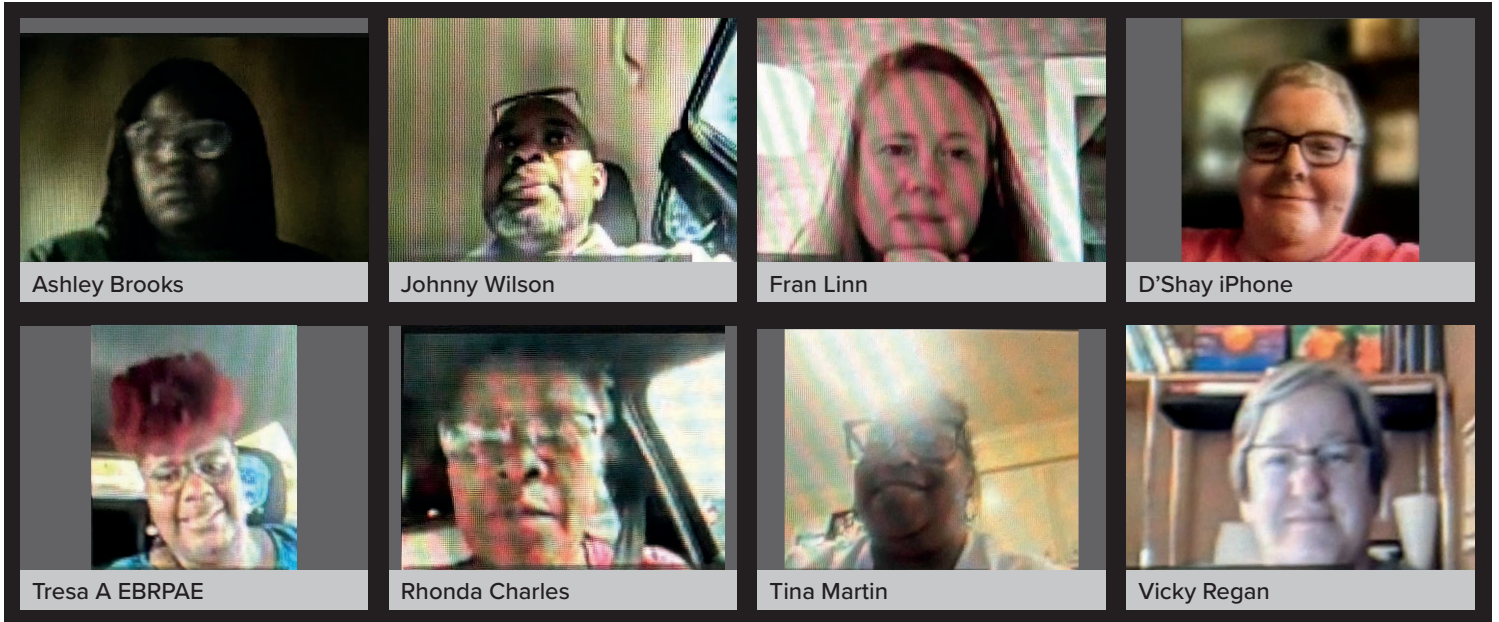 Ashley Brooks
Johnny Wilson
Fran Linn
D’Shay iPhone
Tresa A EBRPAE
Rhonda Charles
Tina Martin
Vicky Regan